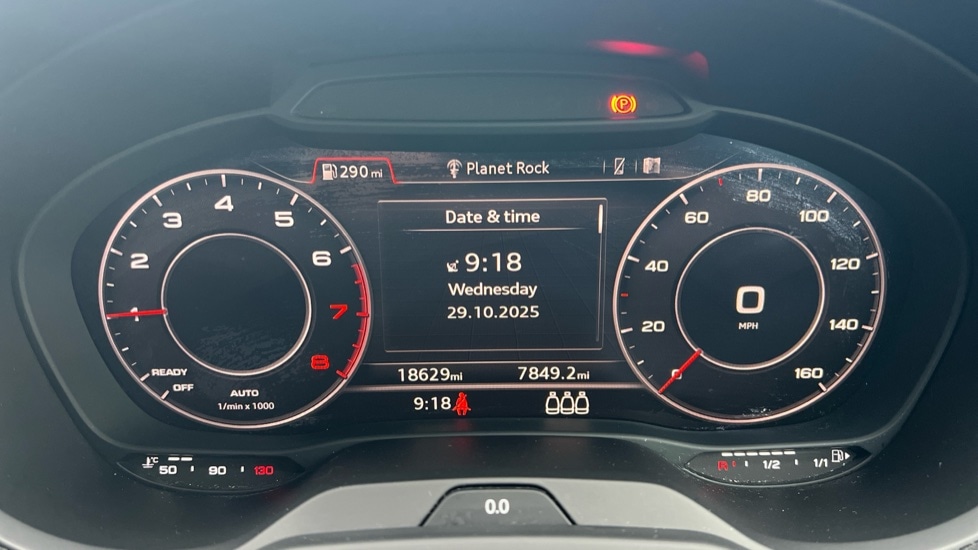 P
290 mi
Planet Rock
Date & time
9:18
Wednesday
29.10.2025
1
2
3
4
5
6
7
8
READY
OFF
AUTO
1/min x 1000
0
20
40
60
80
100
120
140
160
0
MPH
18629mi 7849.2mi
9:18
°C
50 90 130
R 1/2 1/1
0.0